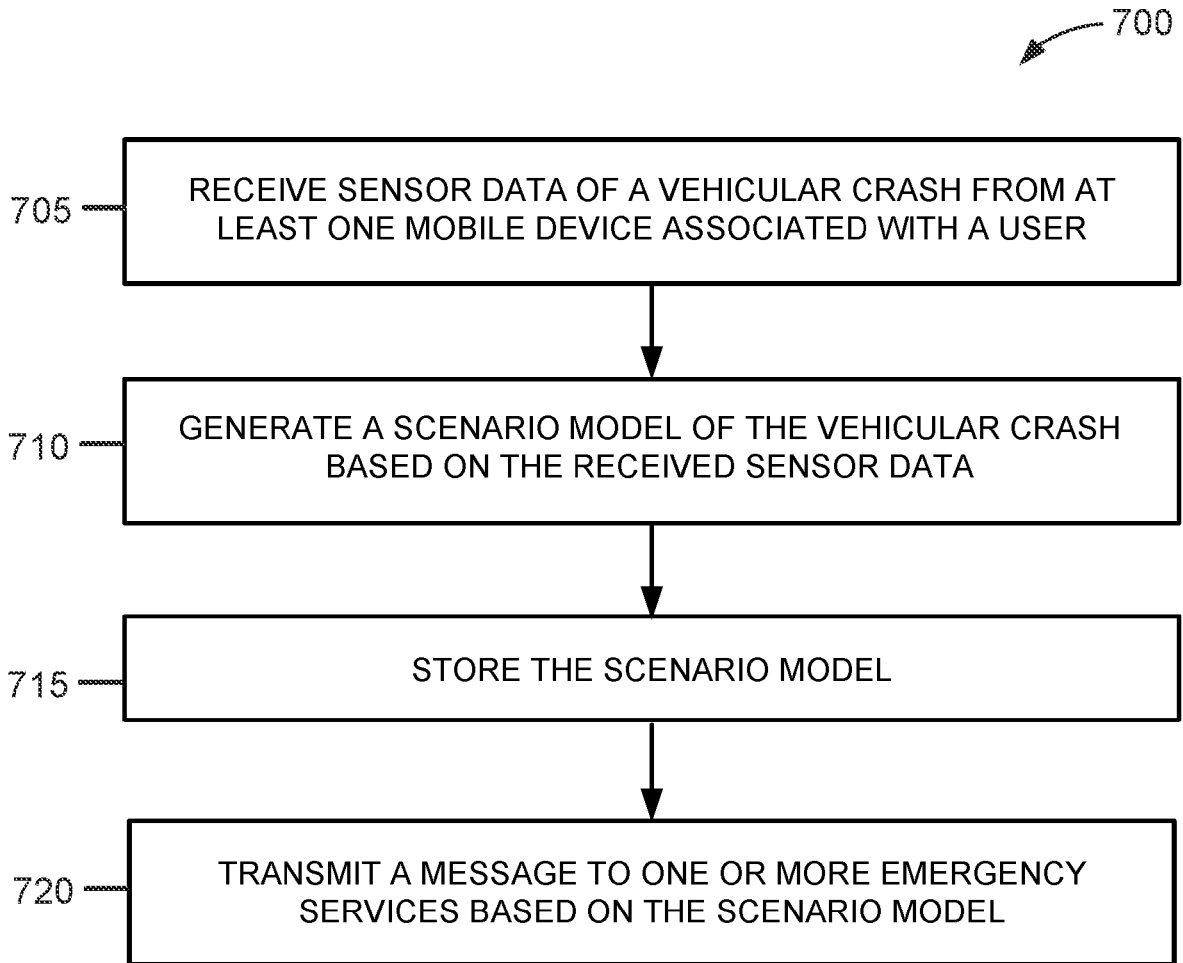 700
705
RECEIVE SENSOR DATA OF A VEHICULAR CRASH FROM AT
LEAST ONE MOBILE DEVICE ASSOCIATED WITH A USER
710
GENERATE A SCENARIO MODEL OF THE VEHICULAR CRASH
BASED ON THE RECEIVED SENSOR DATA
715
STORE THE SCENARIO MODEL
720
TRANSMIT A MESSAGE TO ONE OR MORE EMERGENCY
SERVICES BASED ON THE SCENARIO MODEL